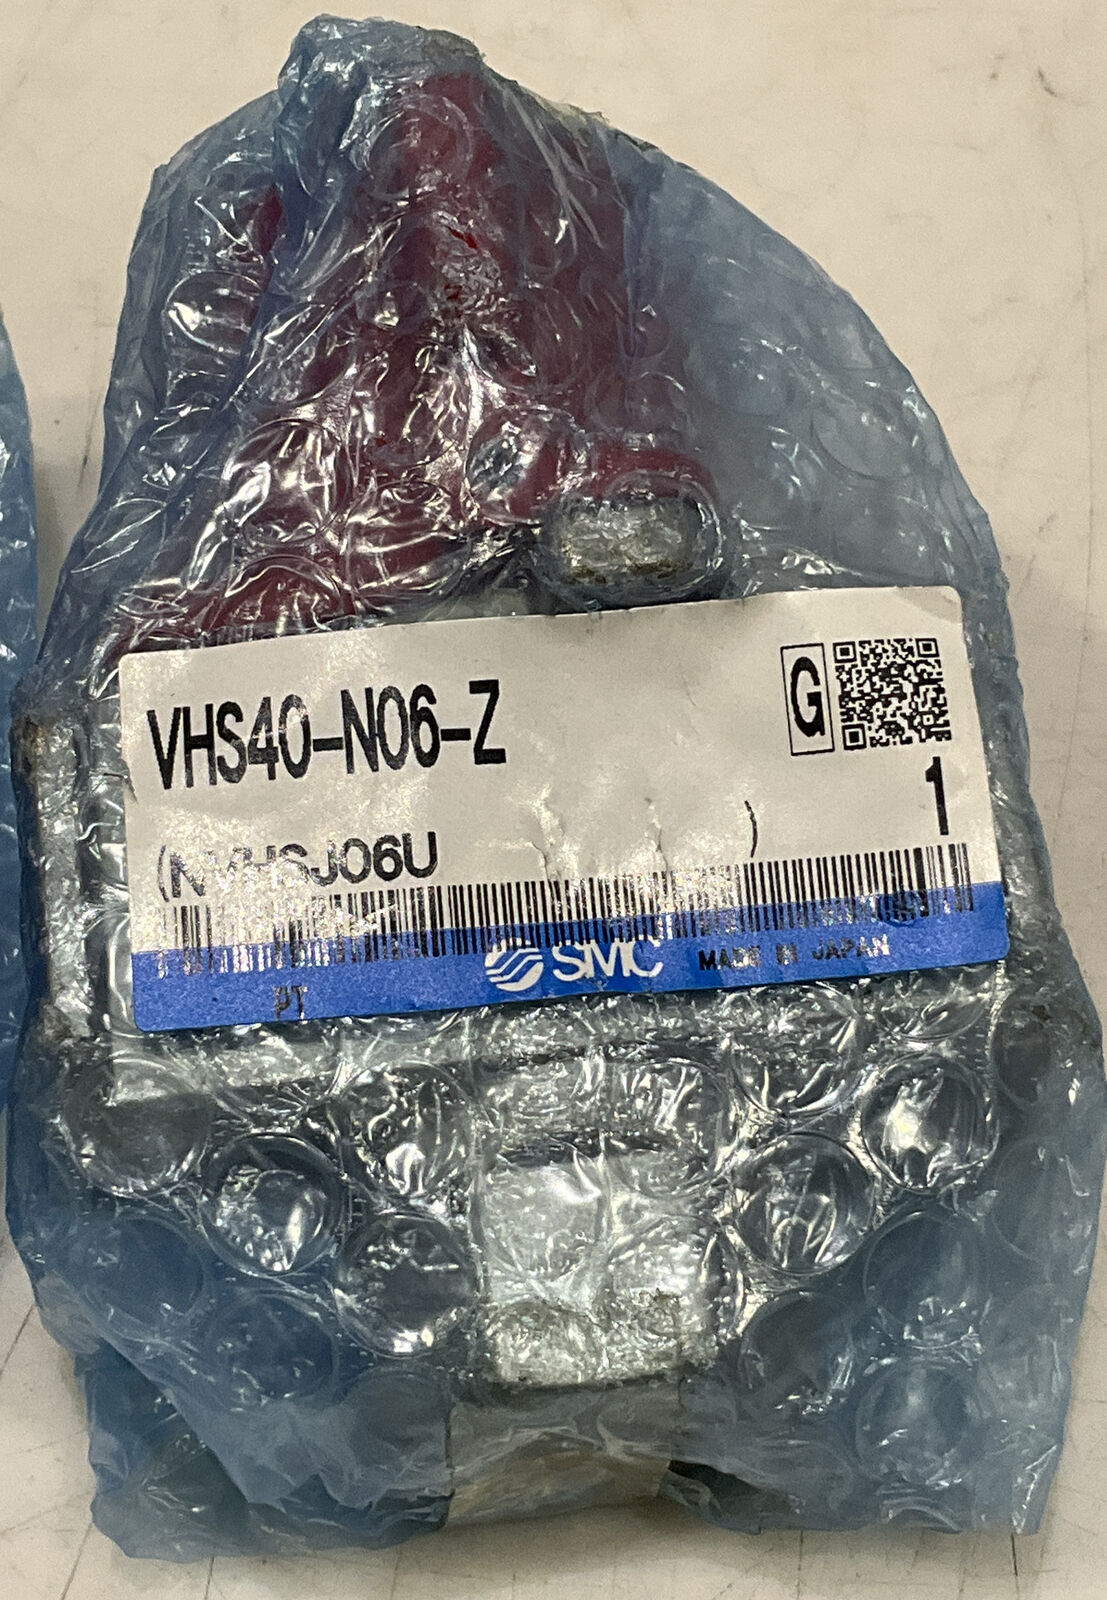 VHS40-N06-Z
G
1
(NVHSJ06U )
SMC MADE IN JAPAN
PT